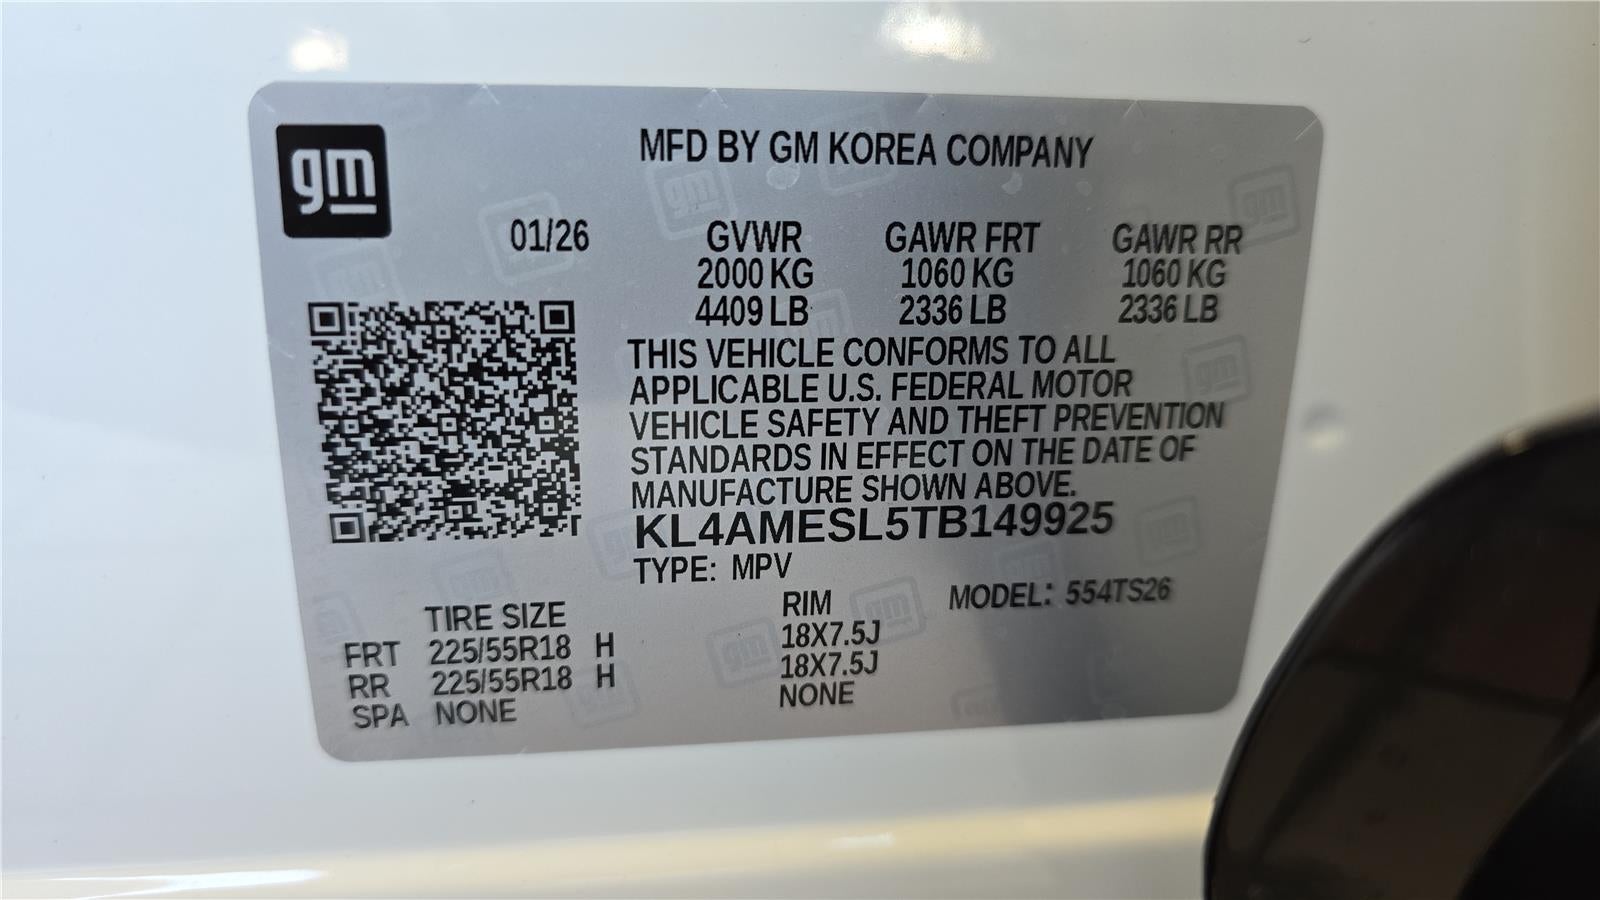 gm
MFD BY GM KOREA COMPANY
01/26 GVWR GAWR FRT GAWR RR
2000 KG 1060 KG 1060 KG
4409 LB 2336 LB 2336 LB
THIS VEHICLE CONFORMS TO ALL
APPLICABLE U.S. FEDERAL MOTOR
VEHICLE SAFETY AND THEFT PREVENTION
STANDARDS IN EFFECT ON THE DATE OF
MANUFACTURE SHOWN ABOVE.
KL4AMESL5TB149925
TYPE: MPV
TIRE SIZE RIM MODEL: 554TS26
FRT 225/55R18 H 18X7.5J
RR 225/55R18 H 18X7.5J
SPA NONE NONE